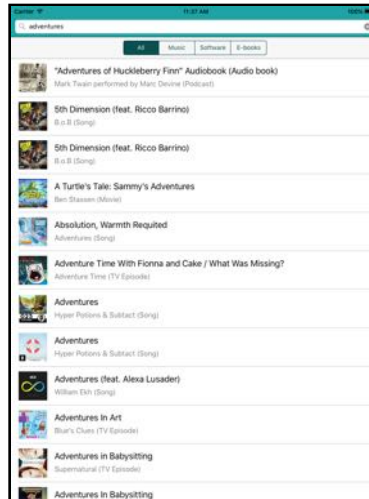 Carrier
11:27 AM
100%
adventures
All
Music
Software
E-books
"Adventures of Huckleberry Finn" Audiobook (Audio book)
Mark Twain performed by Marc Devine (Podcast)
5th Dimension (feat. Ricco Barrino)
B.o.B (Song)
5th Dimension (feat. Ricco Barrino)
B.o.B (Song)
A Turtle's Tale: Sammy's Adventures
Ben Stassen (Movie)
Absolution, Warmth Requited
Adventures (Song)
Adventure Time With Fionna and Cake / What Was Missing?
Adventure Time (TV Episode)
Adventures
Hyper Potions & Subtact (Song)
Adventures
Hyper Potions & Subtact (Song)
Adventures (feat. Alexa Lusader)
William Ekh (Song)
Adventures In Art
Blue's Clues (TV Episode)
Adventures in Babysitting
Supernatural (TV Episode)
Adventures In Babysitting